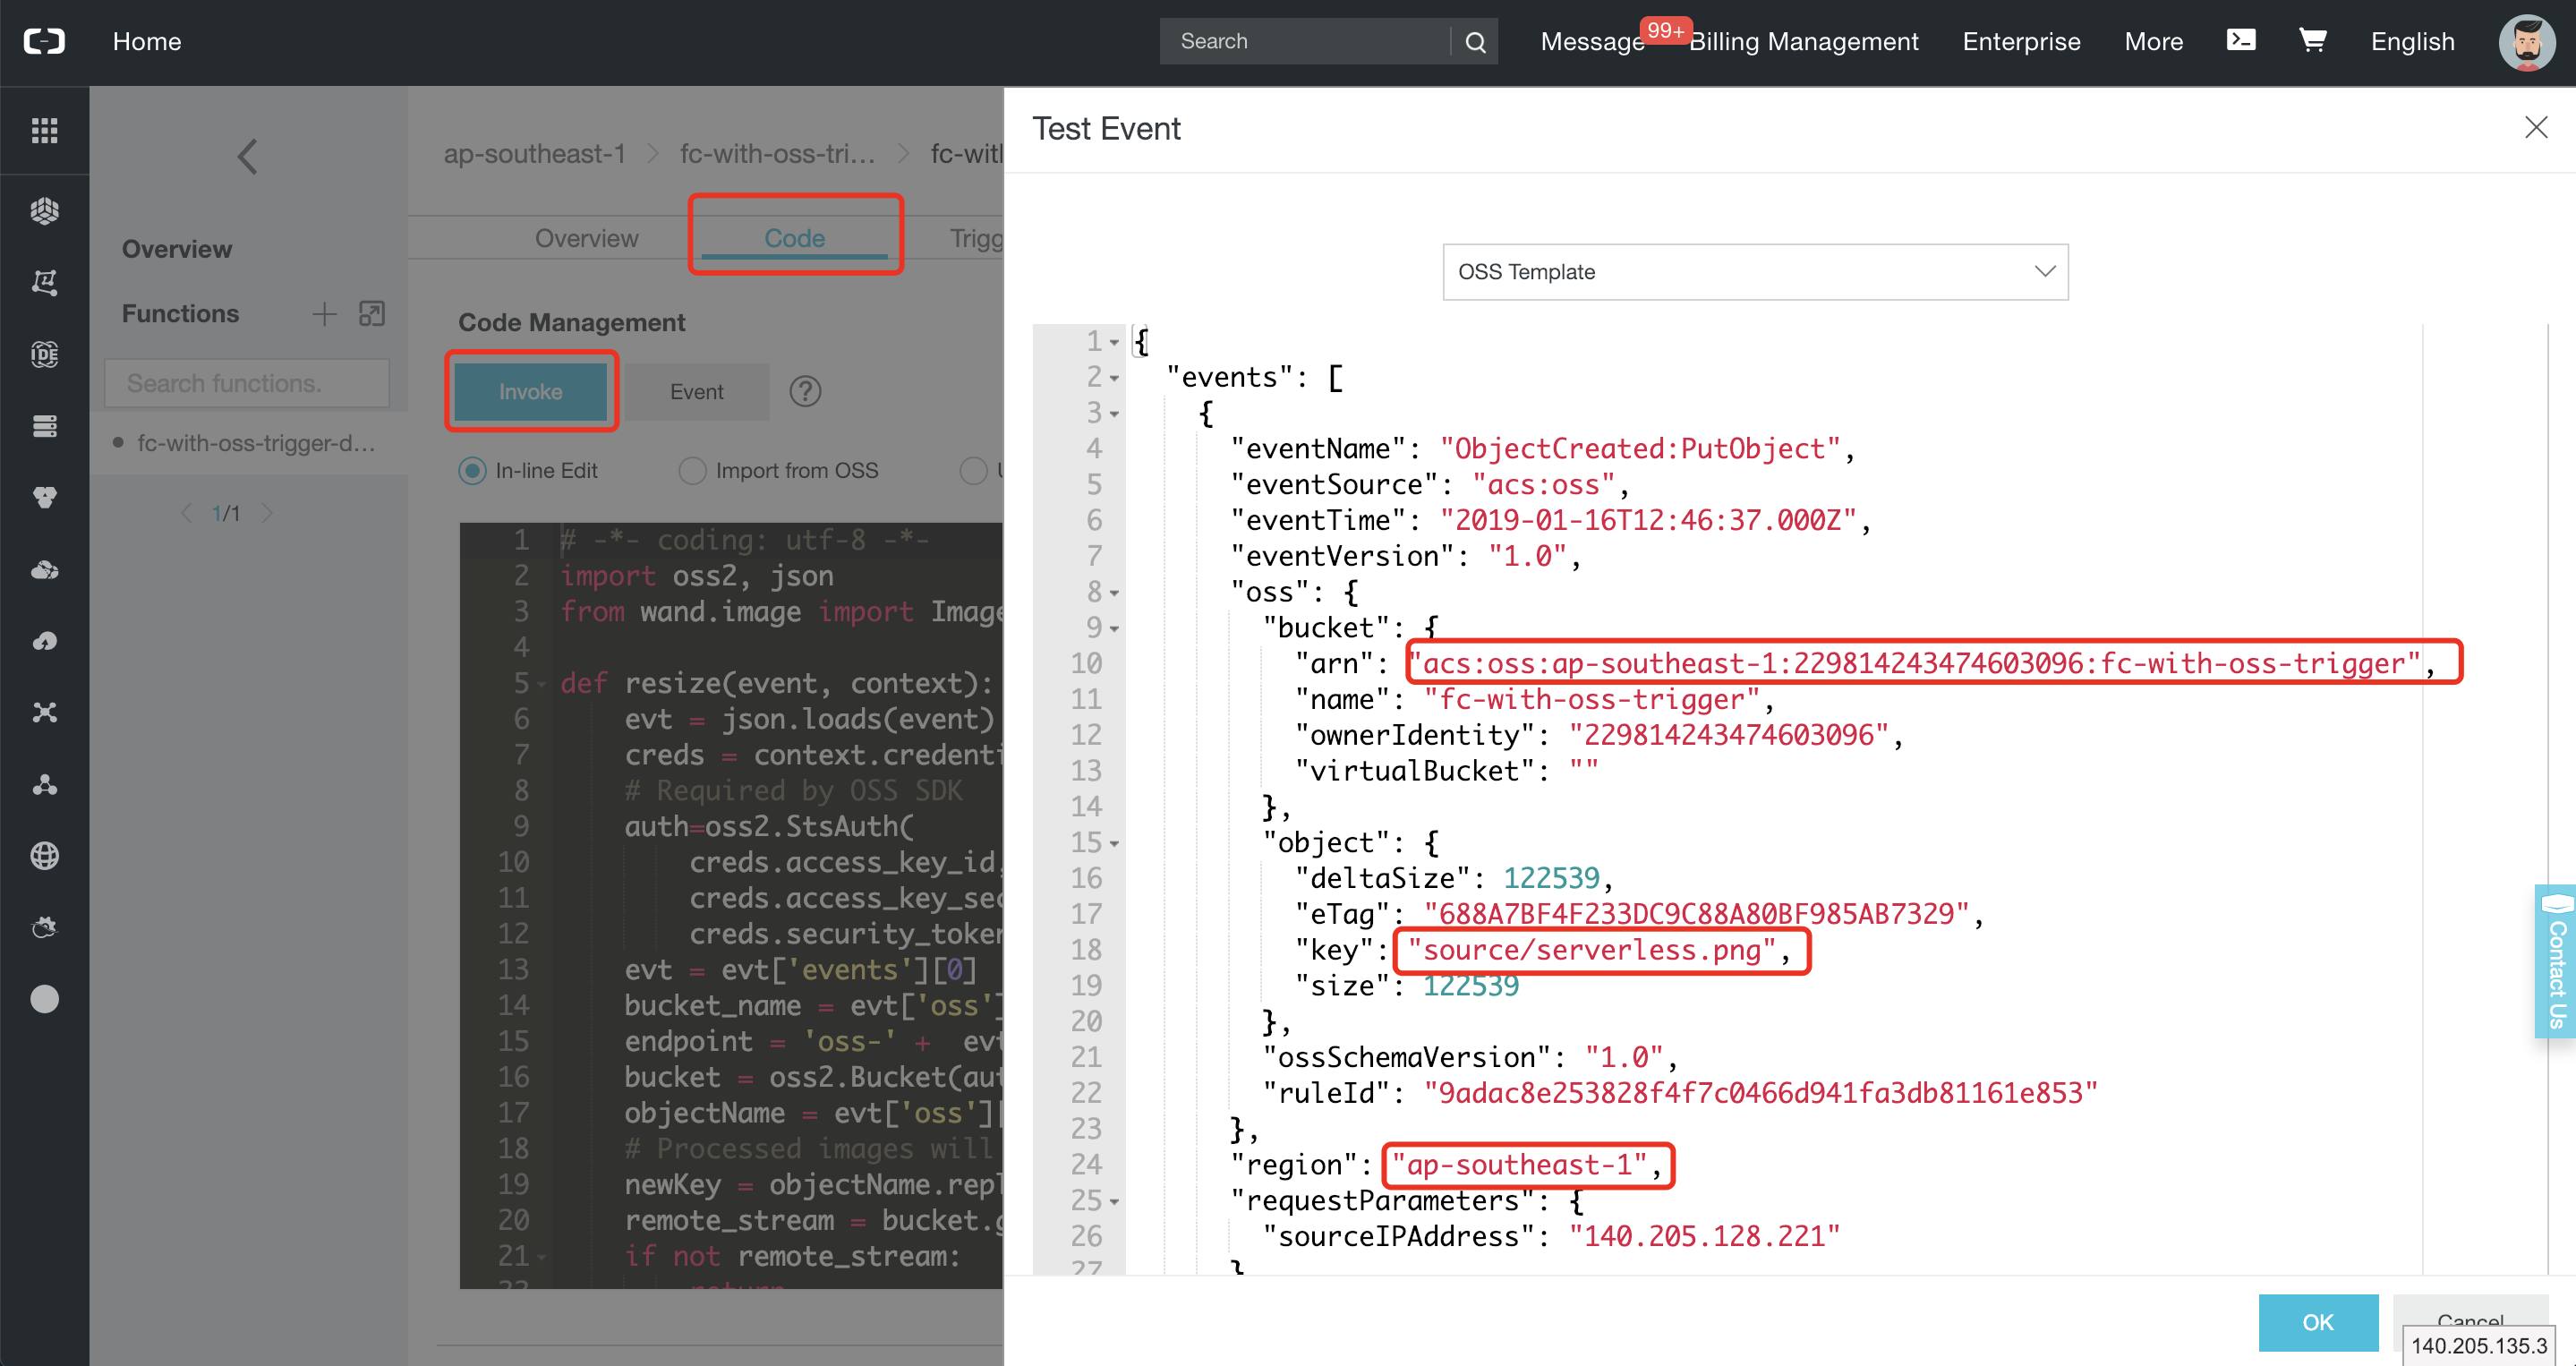 Home
Search
Message
99+
Billing Management
Enterprise
More
English
ap-southeast-1
fc-with-oss-tri...
fc-witl
Overview
Code
Trigg
Overview
Functions
Search functions.
fc-with-oss-trigger-d...
1/1
Code Management
Invoke
Event
?
In-line Edit
Import from OSS
IDE
1 # -*- coding: utf-8 -*-
2 import oss2, json
3 from wand.image import Image
4
5 def resize(event, context):
6 evt = json.loads(event)
7 creds = context.credenti
8 # Required by OSS SDK
9 auth=oss2.StsAuth(
10 creds.access_key_id,
11 creds.access_key_sec
12 creds.security_token
13 evt = evt['events'][0]
14 bucket_name = evt['oss']
15 endpoint = 'oss-' + evt
16 bucket = oss2.Bucket(aut
17 objectName = evt['oss'][
18 # Processed images will
19 newKey = objectName.repl
20 remote_stream = bucket.g
21 if not remote_stream:
22 return
Test Event
OSS Template
1 {
2 "events": [
3 {
4 "eventName": "ObjectCreated:PutObject",
5 "eventSource": "acs:oss",
6 "eventTime": "2019-01-16T12:46:37.000Z",
7 "eventVersion": "1.0",
8 "oss": {
9 "bucket": {
10 "arn": "acs:oss:ap-southeast-1:229814243474603096:fc-with-oss-trigger",
11 "name": "fc-with-oss-trigger",
12 "ownerIdentity": "229814243474603096",
13 "virtualBucket": ""
14 },
15 "object": {
16 "deltaSize": 122539,
17 "eTag": "688A7BF4F233DC9C88A80BF985AB7329",
18 "key": "source/serverless.png",
19 "size": 122539
20 },
21 "ossSchemaVersion": "1.0",
22 "ruleId": "9adac8e253828f4f7c0466d941fa3db81161e853"
23 },
24 "region": "ap-southeast-1",
25 "requestParameters": {
26 "sourceIPAddress": "140.205.128.221"
27 }
Contact Us
OK
Cancel
140.205.135.3